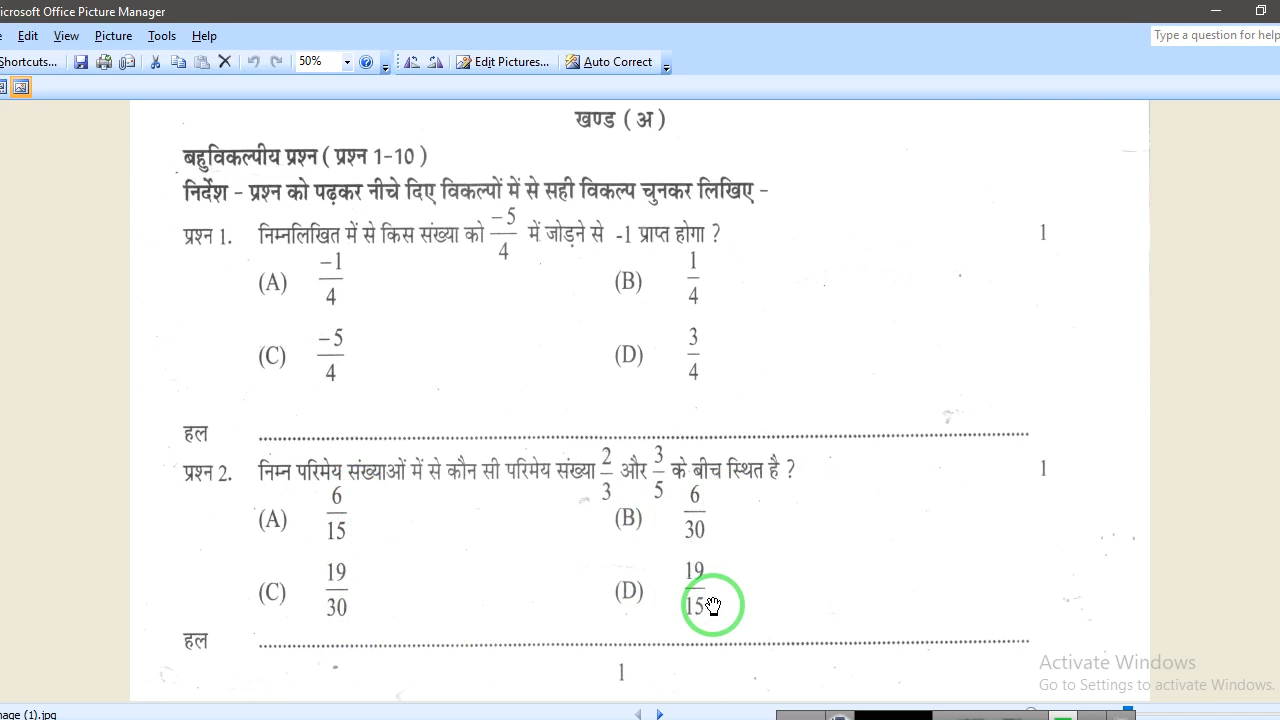 icrosoft Office Picture Manager
Edit View Picture Tools Help
Type a question for help
Shortcuts... 50% Edit Pictures... Auto Correct
खण्ड ( अ )
बहुविकल्पीय प्रश्न ( प्रश्न 1-10 )
निर्देश - प्रश्न को पढ़कर नीचे दिए विकल्पों में से सही विकल्प चुनकर लिखिए -
प्रश्न 1. निम्नलिखित में से किस संख्या को -5/4 में जोड़ने से -1 प्राप्त होगा ? 1
(A) -1/4 (B) 1/4
(C) -5/4 (D) 3/4
हल
प्रश्न 2. निम्न परिमेय संख्याओं में से कौन सी परिमेय संख्या 2/3 और 3/5 के बीच स्थित है ? 1
(A) 6/15 (B) 6/30
(C) 19/30 (D) 19/15
हल
1
Activate Windows
Go to Settings to activate Windows.
nage (1).jpg